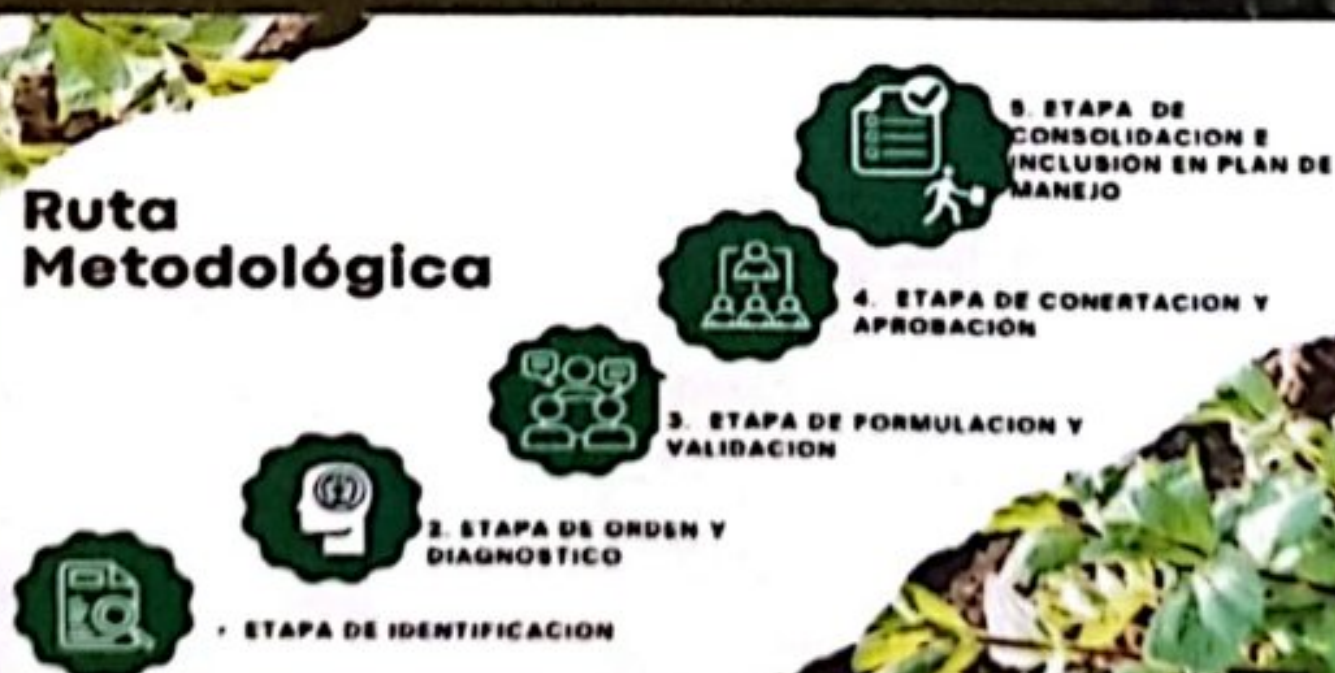 Ruta
Metodológica
5. ETAPA DE
CONSOLIDACION E
INCLUSION EN PLAN DE
MANEJO
4. ETAPA DE CONERTACION Y
APROBACIÓN
3. ETAPA DE FORMULACION Y
VALIDACION
2. ETAPA DE ORDEN Y
DIAGNOSTICO
ETAPA DE IDENTIFICACION